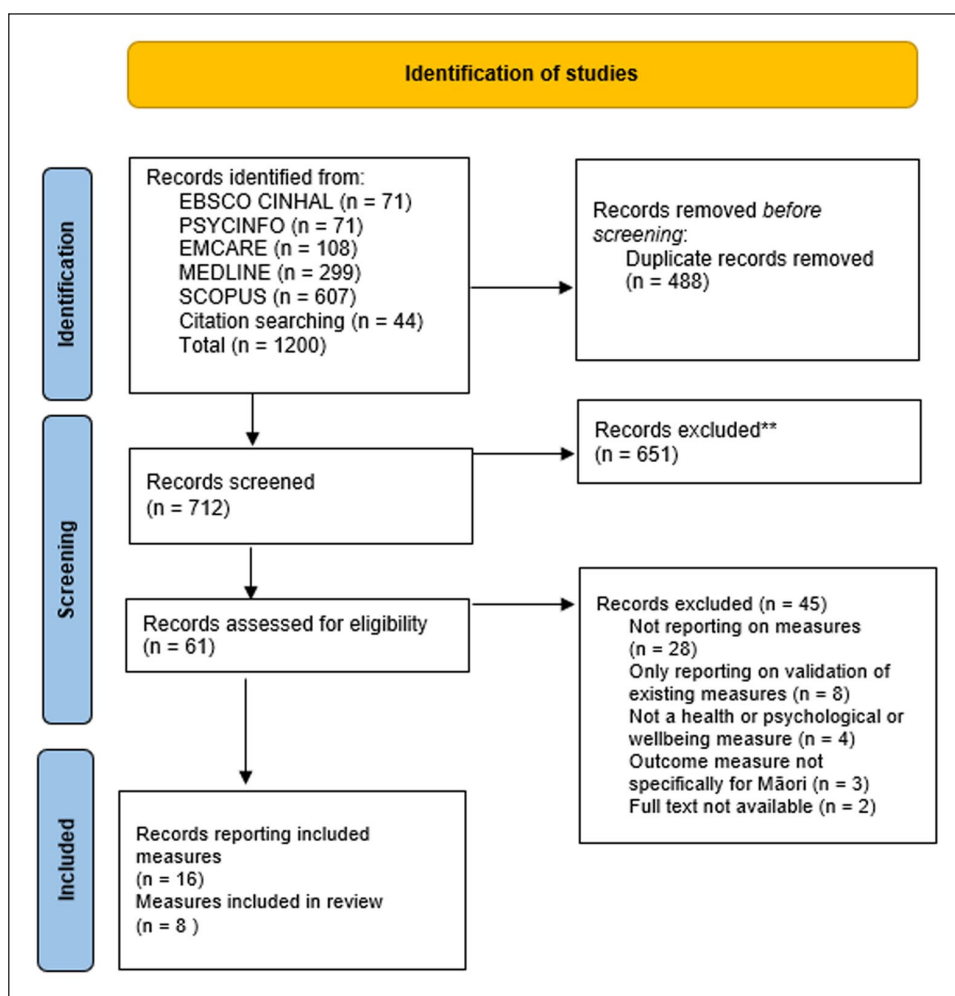 Identification of studies
Identification
Records identified from:
EBSCO CINHAL (n = 71)
PSYCINFO (n = 71)
EMCARE (n = 108)
MEDLINE (n = 299)
SCOPUS (n = 607)
Citation searching (n = 44)
Total (n = 1200)
Records removed before
screening:
Duplicate records removed
(n = 488)
Screening
Records screened
(n = 712)
Records excluded**
(n = 651)
Records assessed for eligibility
(n = 61)
Records excluded (n = 45)
Not reporting on measures
(n = 28)
Only reporting on validation of
existing measures (n = 8)
Not a health or psychological or
wellbeing measure (n = 4)
Outcome measure not
specifically for Māori (n = 3)
Full text not available (n = 2)
Included
Records reporting included
measures
(n = 16)
Measures included in review
(n = 8 )